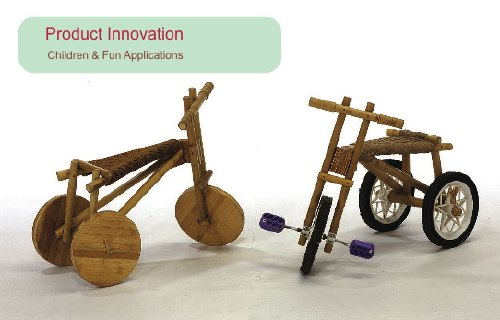 Product Innovation
Children & Fun Applications